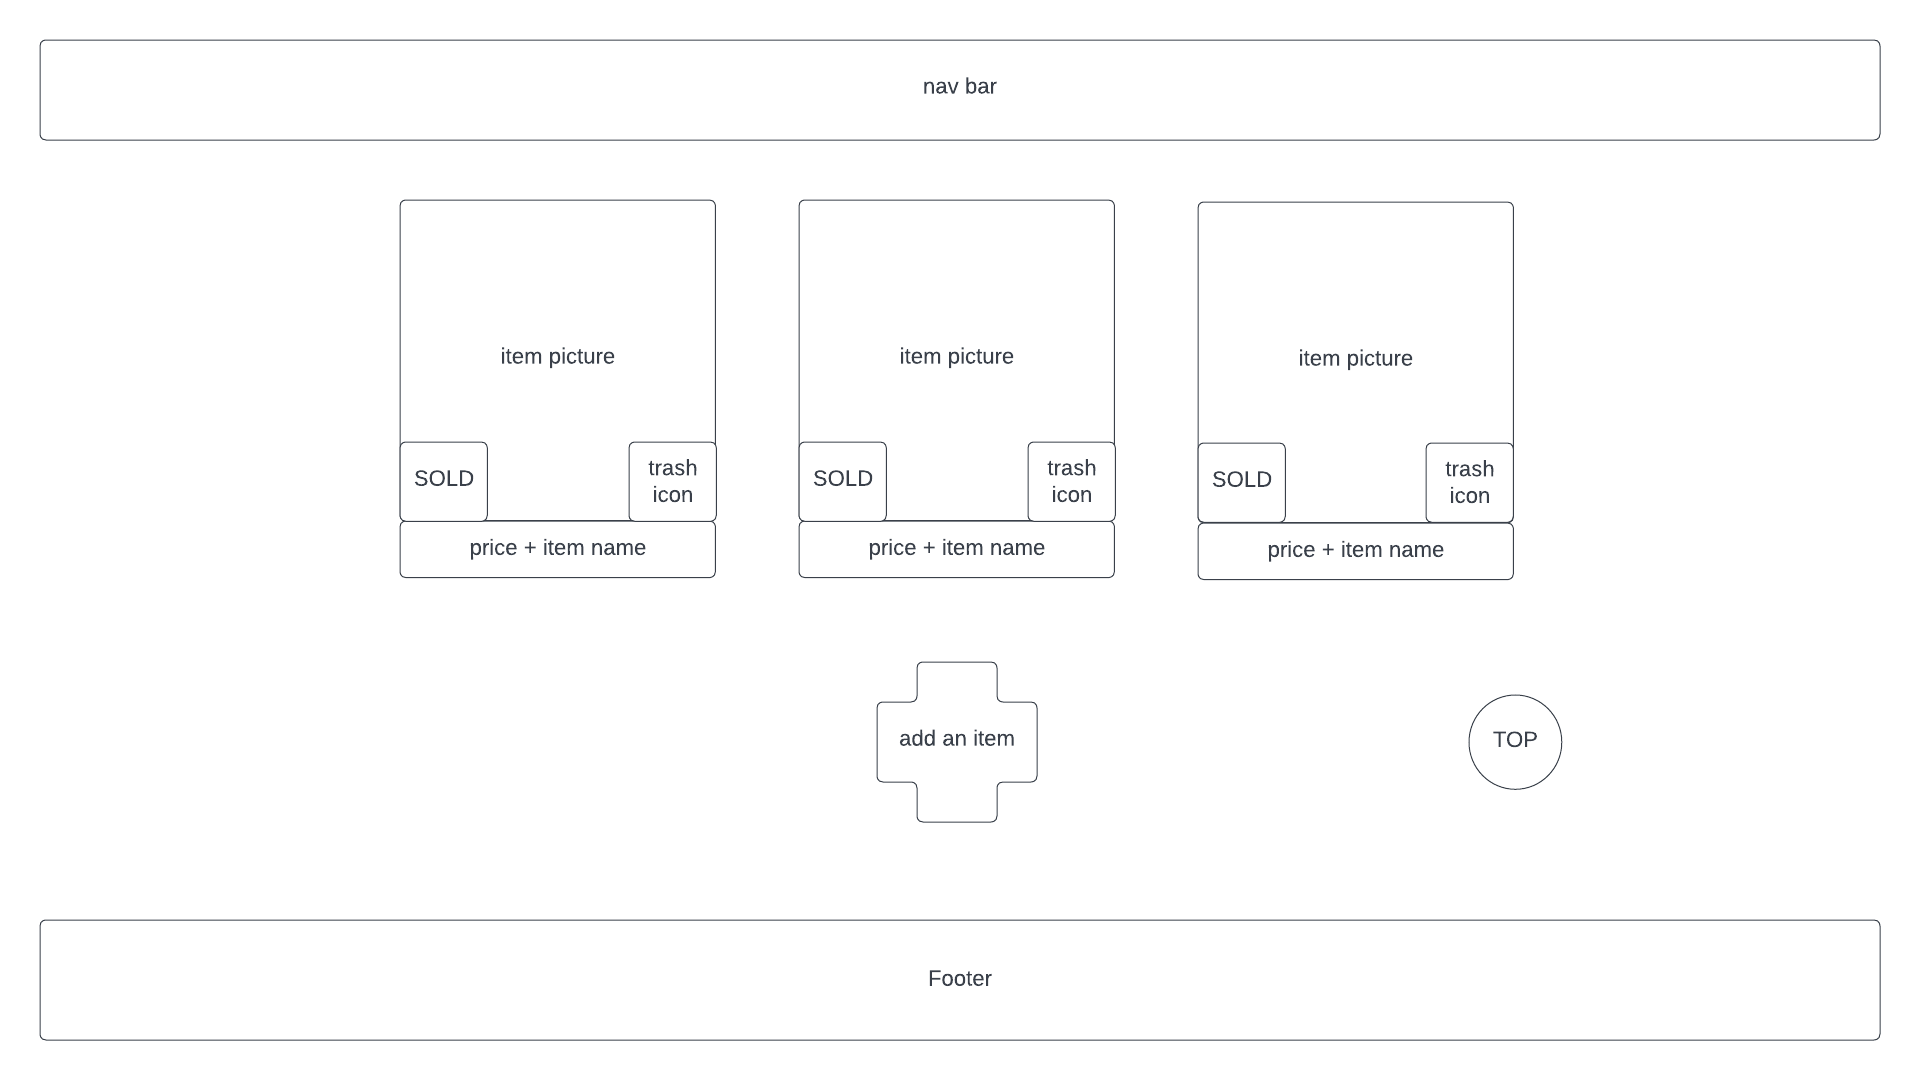 nav bar
item picture
item picture
item picture
SOLD
trash
icon
SOLD
trash
icon
SOLD
trash
icon
price + item name
price + item name
price + item name
add an item
TOP
Footer